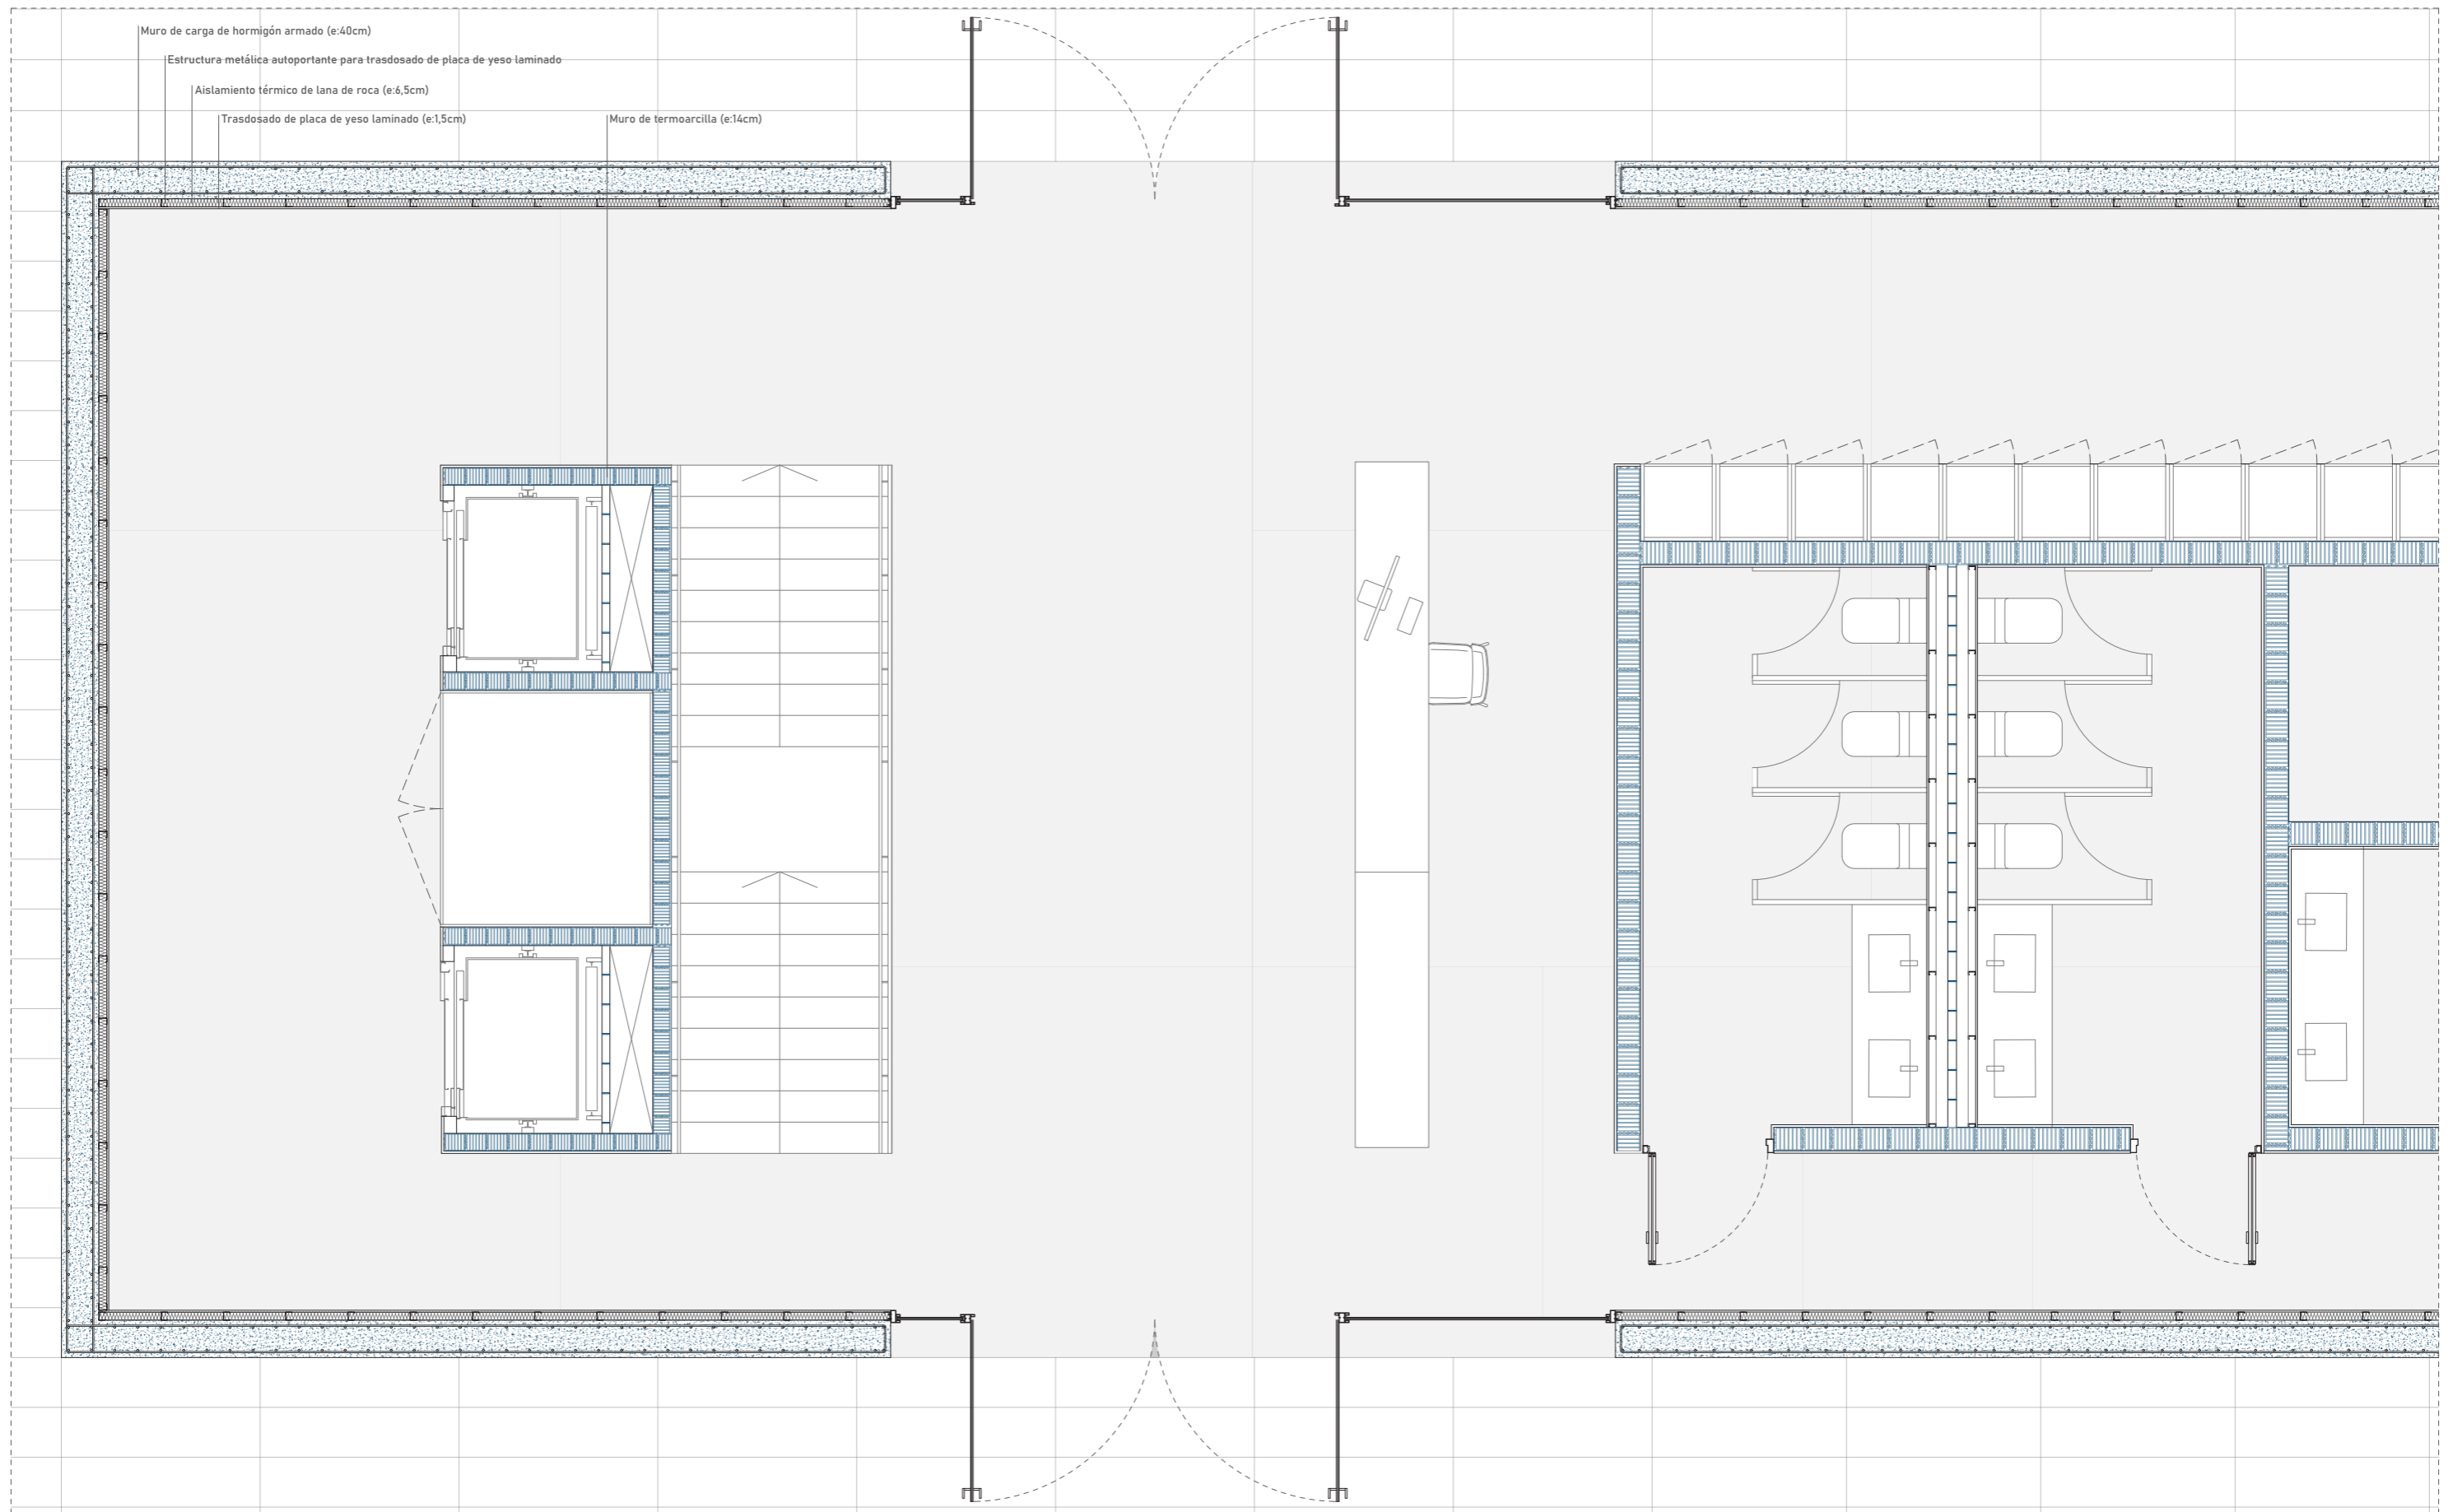 Muro de carga de hormigón armado (e:40cm)
Estructura metálica autoportante para trasdosado de placa de yeso laminado
Aislamiento térmico de lana de roca (e:6,5cm)
Trasdosado de placa de yeso laminado (e:1,5cm)
Muro de termoarcilla (e:14cm)